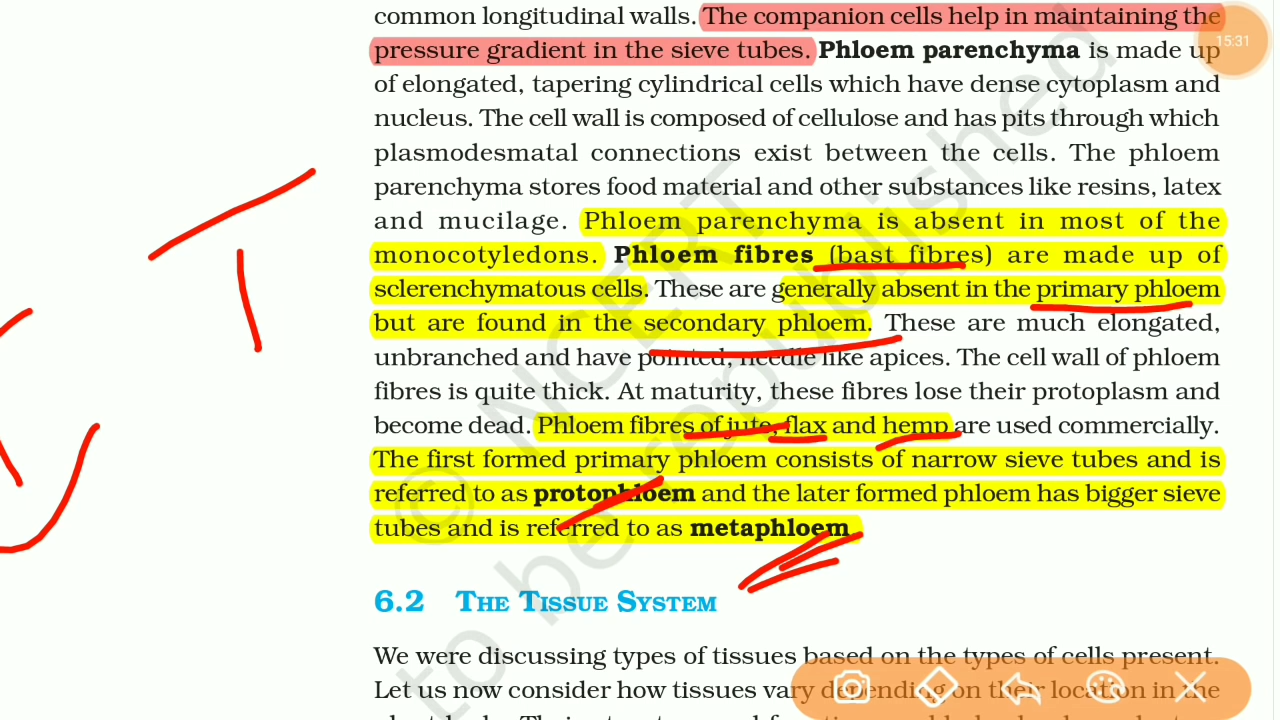 common longitudinal walls. The companion cells help in maintaining the
15:31
pressure gradient in the sieve tubes. Phloem parenchyma is made up
of elongated, tapering cylindrical cells which have dense cytoplasm and
nucleus. The cell wall is composed of cellulose and has pits through which
plasmodesmatal connections exist between the cells. The phloem
parenchyma stores food material and other substances like resins, latex
and mucilage. Phloem parenchyma is absent in most of the
monocotyledons. Phloem fibres (bast fibres) are made up of
sclerenchymatous cells. These are generally absent in the primary phloem
but are found in the secondary phloem. These are much elongated,
unbranched and have pointed, needle like apices. The cell wall of phloem
fibres is quite thick. At maturity, these fibres lose their protoplasm and
become dead. Phloem fibres of jute, flax and hemp are used commercially.
The first formed primary phloem consists of narrow sieve tubes and is
referred to as protophloem and the later formed phloem has bigger sieve
tubes and is referred to as metaphloem
6.2 THE TISSUE SYSTEM
We were discussing types of tissues based on the types of cells present.
Let us now consider how tissues vary depending on their location in the
© NCERT
to be republished